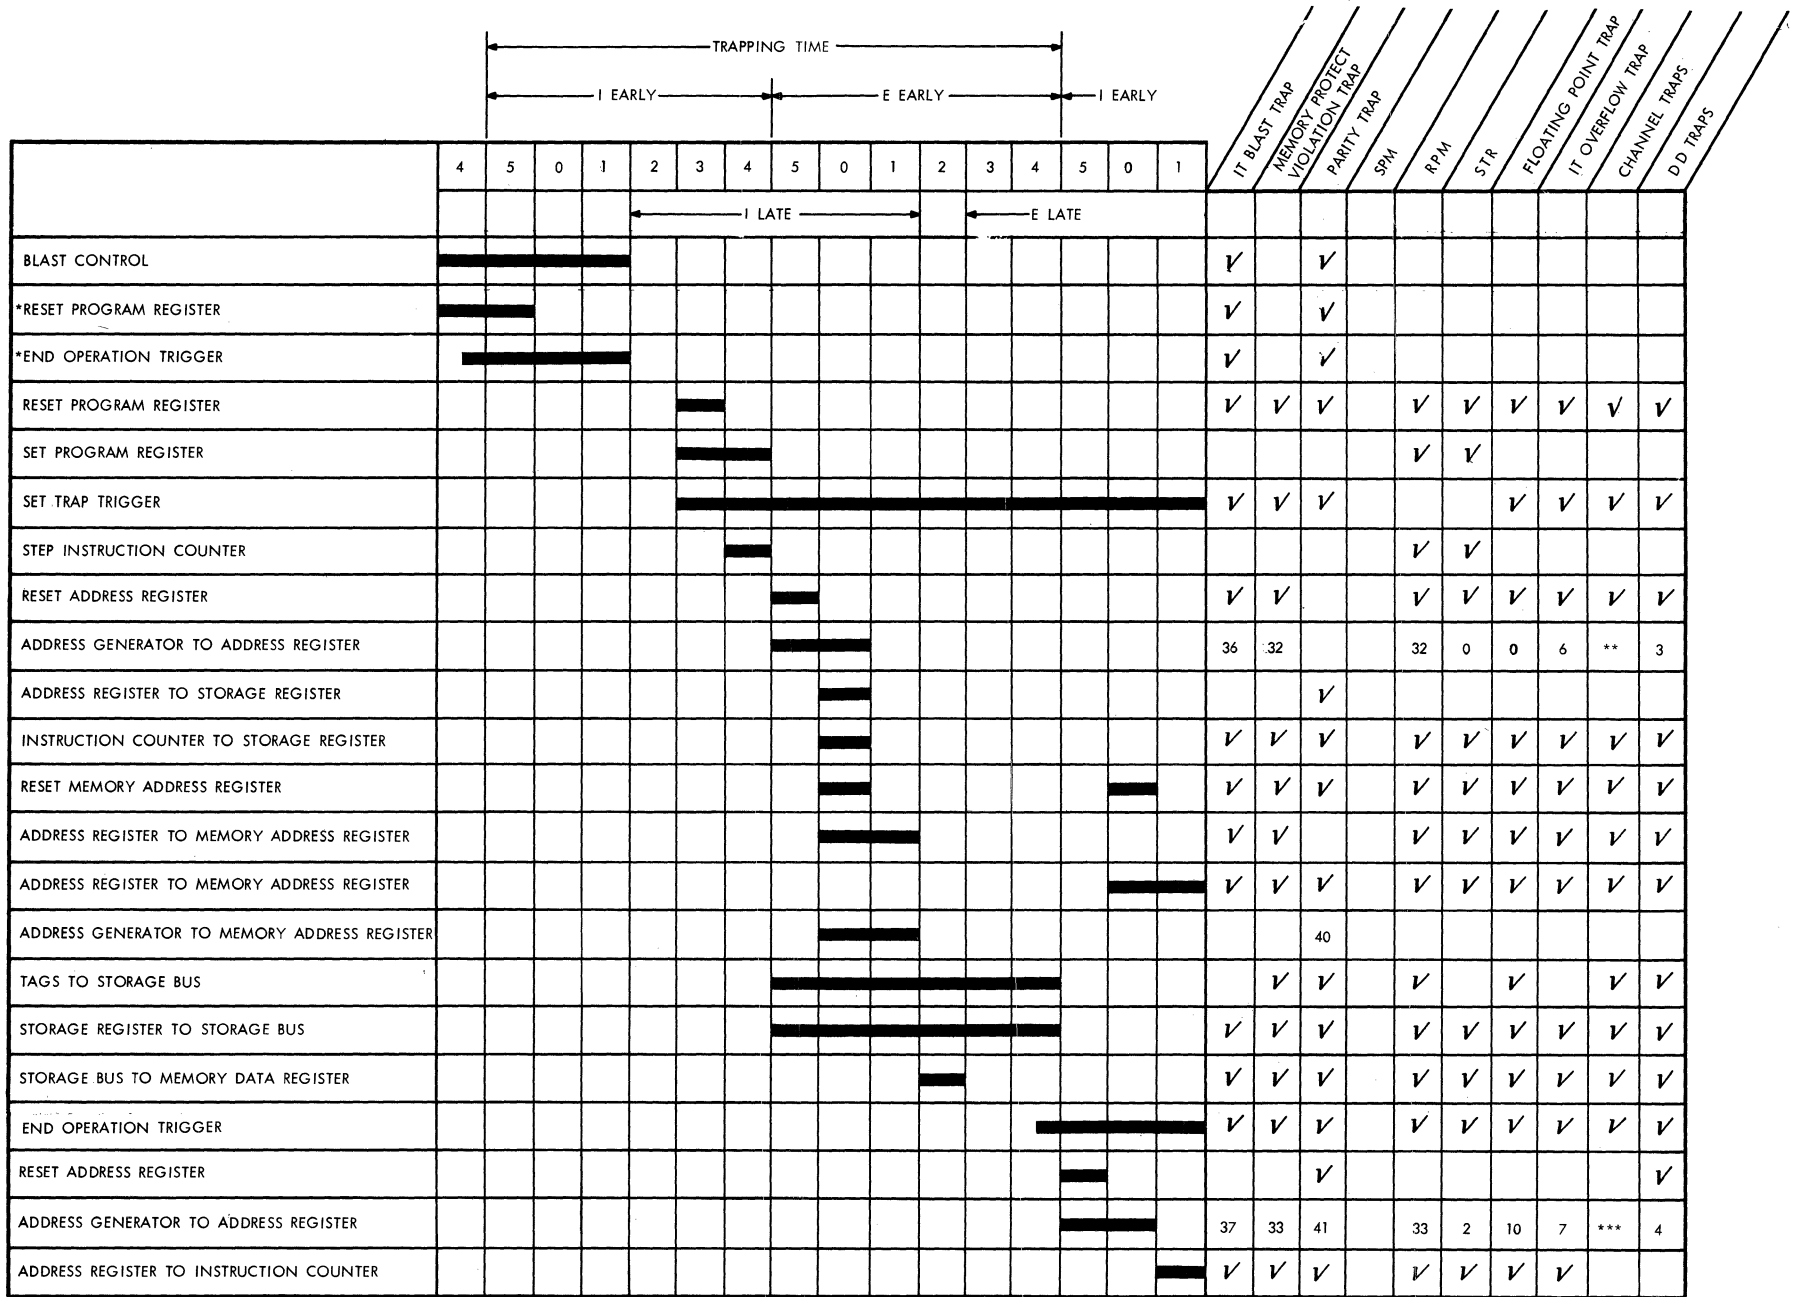 TRAPPING TIME
I EARLY E EARLY I EARLY
IT BLAST TRAP
MEMORY PROTECT
VIOLATION TRAP
PARITY TRAP
SPM
RPM
STR
FLOATING POINT TRAP
IT OVERFLOW TRAP
CHANNEL TRAPS
D D TRAPS
4 5 0 1 2 3 4 5 0 1 2 3 4 5 0 1
I LATE E LATE
BLAST CONTROL V V
*RESET PROGRAM REGISTER V V
*END OPERATION TRIGGER V V
RESET PROGRAM REGISTER V V V V V V V V V
SET PROGRAM REGISTER V V
SET TRAP TRIGGER V V V V V V V
STEP INSTRUCTION COUNTER V V
RESET ADDRESS REGISTER V V V V V V V V
ADDRESS GENERATOR TO ADDRESS REGISTER 36 32 32 0 0 6 ** 3
ADDRESS REGISTER TO STORAGE REGISTER V
INSTRUCTION COUNTER TO STORAGE REGISTER V V V V V V V V V
RESET MEMORY ADDRESS REGISTER V V V V V V V V V
ADDRESS REGISTER TO MEMORY ADDRESS REGISTER V V V V V V V V
ADDRESS REGISTER TO MEMORY ADDRESS REGISTER V V V V V V V V V
ADDRESS GENERATOR TO MEMORY ADDRESS REGISTER 40
TAGS TO STORAGE BUS V V V V V V
STORAGE REGISTER TO STORAGE BUS V V V V V V V V V
STORAGE BUS TO MEMORY DATA REGISTER V V V V V V V V V
END OPERATION TRIGGER V V V V V V V V V
RESET ADDRESS REGISTER V V
ADDRESS GENERATOR TO ADDRESS REGISTER 37 33 41 33 2 10 7 *** 4
ADDRESS REGISTER TO INSTRUCTION COUNTER V V V V V V V